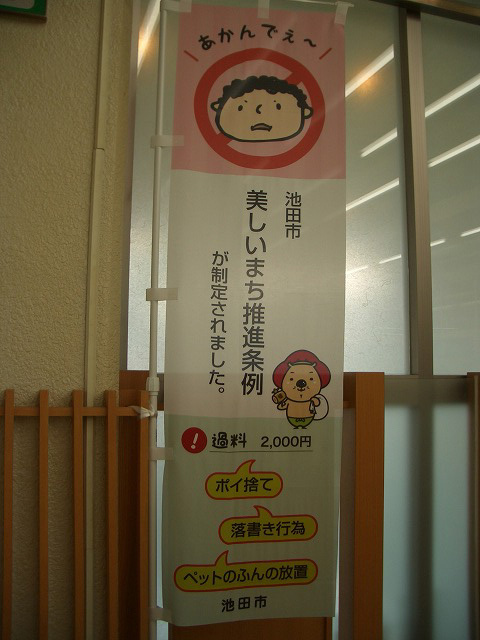 あかんでぇ〜
池田市
美しいまち推進条例
が制定されました。
! 過料 2,000円
ポイ捨て
落書き行為
ペットのふんの放置
池田市